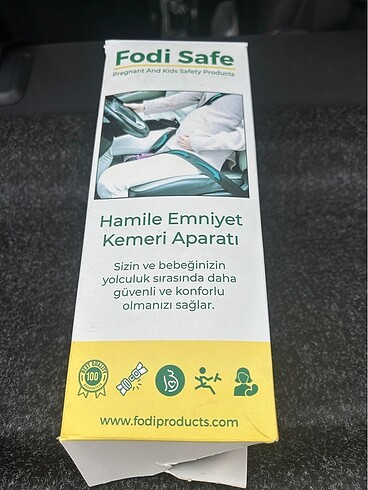 Fodi Safe
Pregnant And Kids Safety Products
Hamile Emniyet
Kemeri Aparatı
Sizin ve bebeğinizin
yolculuk sırasında daha
güvenli ve konforlu
olmanızı sağlar.
100
www.fodiproducts.com